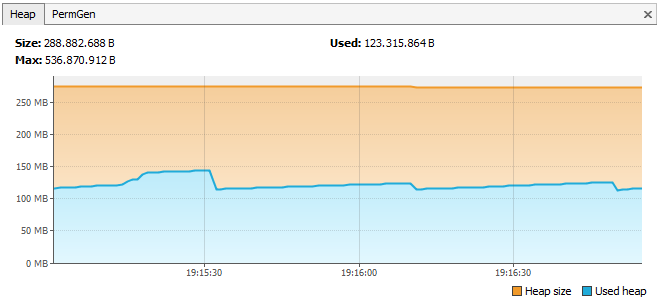 Heap PermGen
Size: 288.882.688 B Used: 123.315.864 B
Max: 536.870.912 B
250 MB
200 MB
150 MB
100 MB
50 MB
0 MB
19:15:30 19:16:00 19:16:30
Heap size Used heap